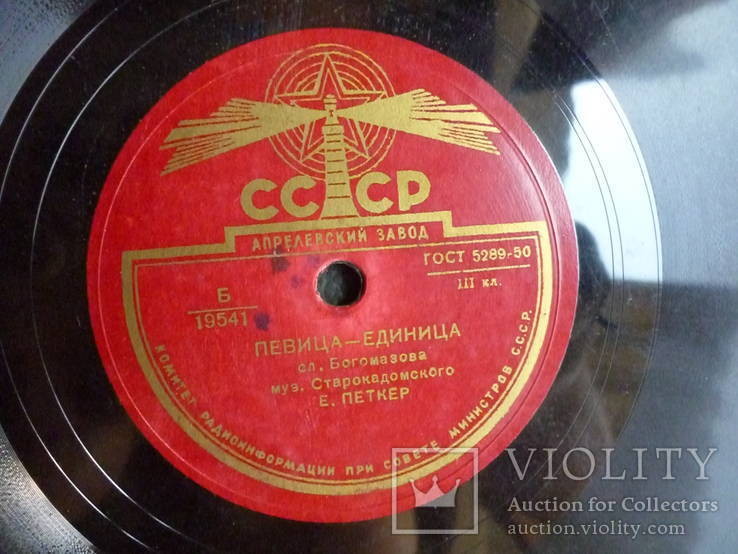 СССР
АПРЕЛЕВСКИЙ ЗАВОД
ГОСТ 5289-50
III кл.
Б
19541
ПЕВИЦА—ЕДИНИЦА
сл. Богомазова
муз. Старокадомского
Е. ПЕТКЕР
КОМИТЕТ РАДИОИНФОРМАЦИИ ПРИ СОВЕТЕ МИНИСТРОВ СССР.
VIOLITY
Auction for Collectors
auction.violity.com